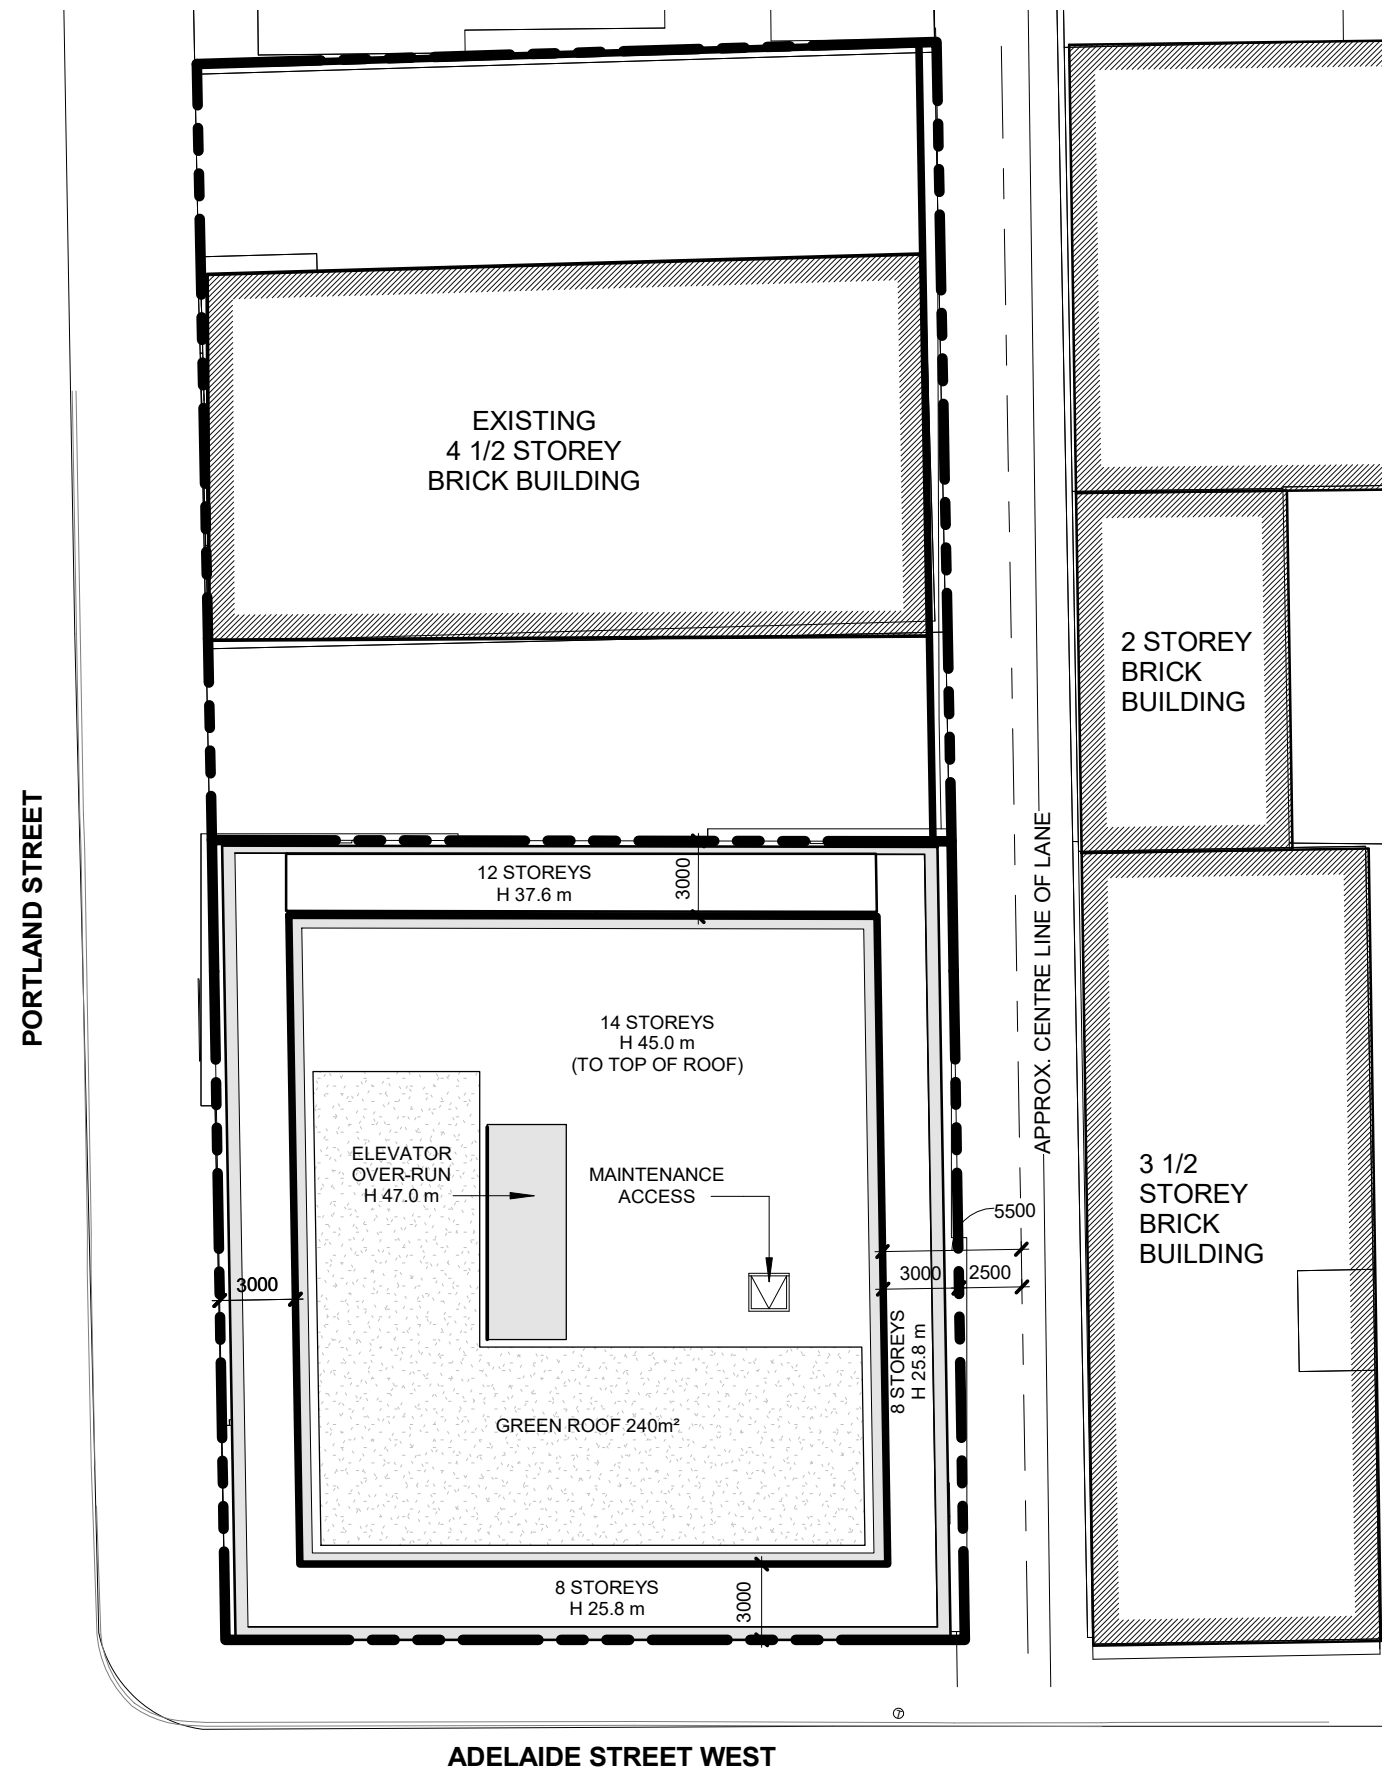 EXISTING
4 1/2 STOREY
BRICK BUILDING
2 STOREY
BRICK
BUILDING
PORTLAND STREET
12 STOREYS
H 37.6 m
3000
APPROX. CENTRE LINE OF LANE
14 STOREYS
H 45.0 m
(TO TOP OF ROOF)
ELEVATOR
OVER-RUN
H 47.0 m
MAINTENANCE
ACCESS
3 1/2
STOREY
BRICK
BUILDING
5500
3000
3000
2500
8 STOREYS
H 25.8 m
GREEN ROOF 240m²
8 STOREYS
H 25.8 m
3000
ADELAIDE STREET WEST